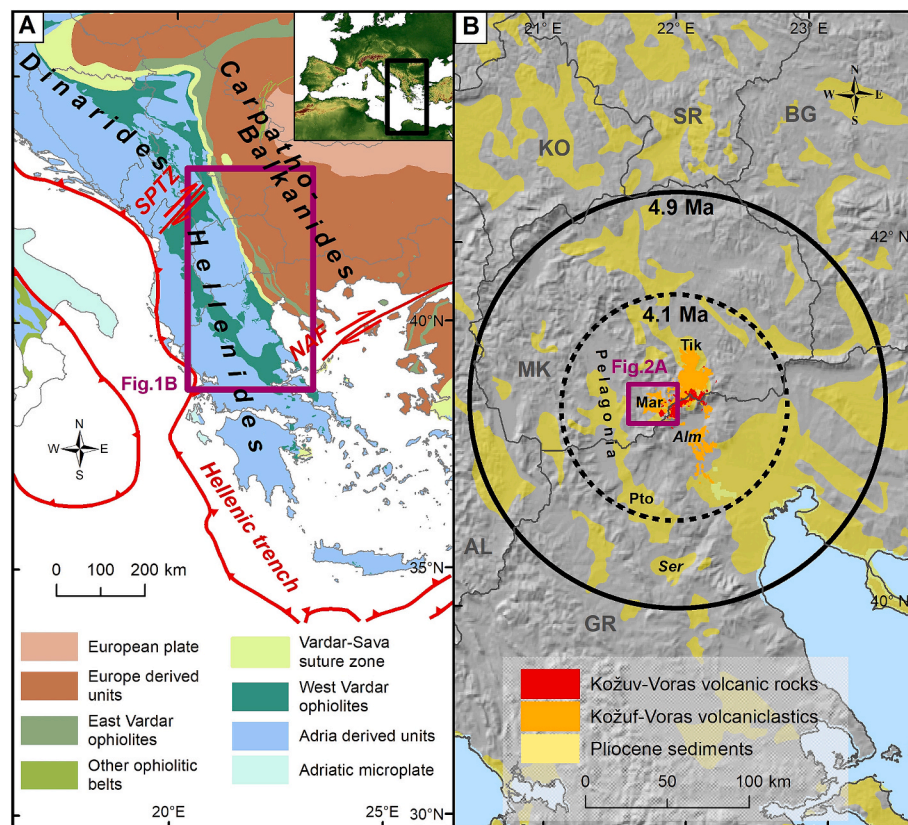 A
Dinarides
Carpatho-
Balkanides
SPTZ
Hellenides
NAF
40°N
Fig.1B
N
W E
S
Hellenic trench
0 100 200 km
35°N
European plate
Europe derived
units
East Vardar
ophiolites
Other ophiolitic
belts
Vardar-Sava
suture zone
West Vardar
ophiolites
Adria derived units
Adriatic microplate
20°E
25°E
30°N
B
21° E
22° E
23° E
N
W E
S
SR
BG
KO
4.9 Ma
42° N
4.1 Ma
Tik
Pelagonia
Fig.2A
MK
Mar
Alm
Pto
AL
Ser
40° N
GR
Kožuv-Voras volcanic rocks
Kožuf-Voras volcaniclastics
Pliocene sediments
0 50 100 km